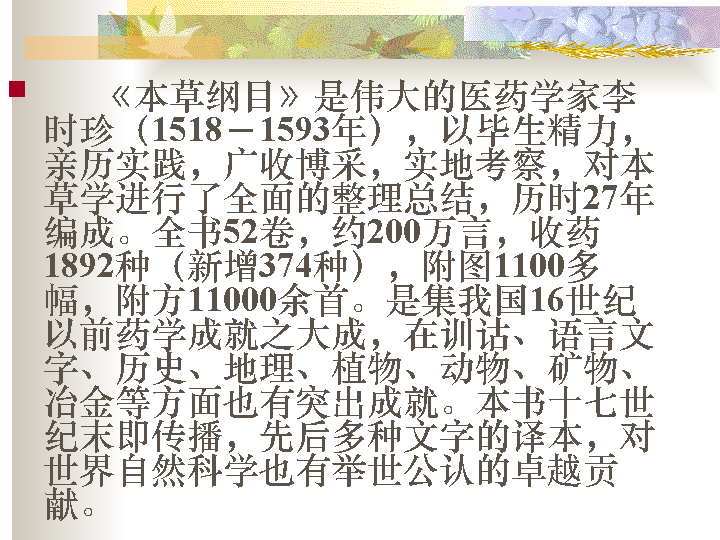 《本草纲目》是伟大的医药学家李
时珍（1518－1593年），以毕生精力，
亲历实践，广收博采，实地考察，对本
草学进行了全面的整理总结，历时27年
编成。全书52卷，约200万言，收药
1892种（新增374种），附图1100多
幅，附方11000余首。是集我国16世纪
以前药学成就之大成，在训诂、语言文
字、历史、地理、植物、动物、矿物、
冶金等方面也有突出成就。本书十七世
纪末即传播，先后多种文字的译本，对
世界自然科学也有举世公认的卓越贡
献。